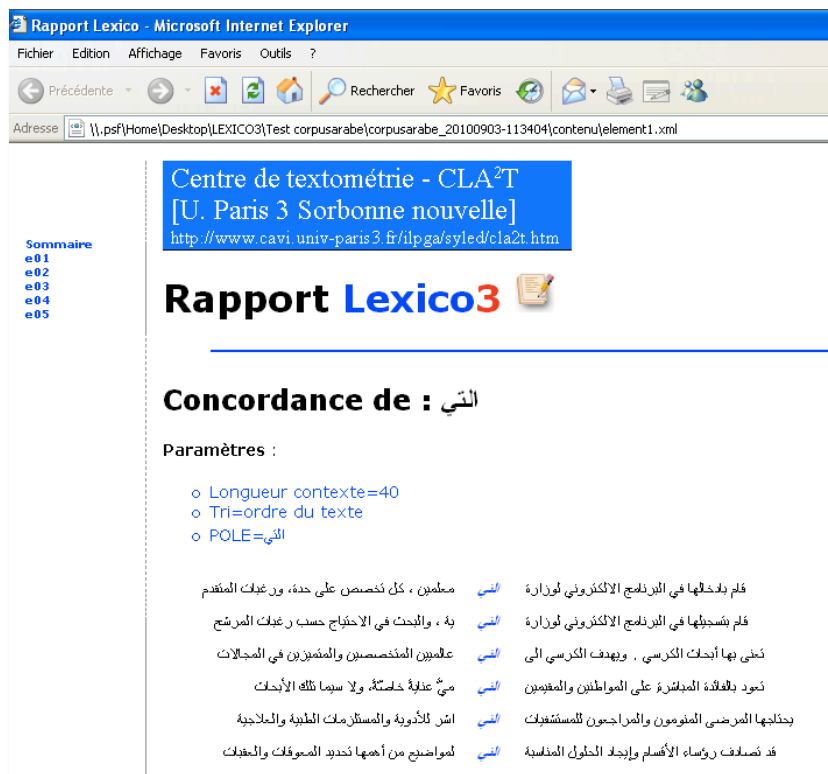 Rapport Lexico - Microsoft Internet Explorer
Fichier Edition Affichage Favoris Outils ?
Précédente Rechercher Favoris
Adresse \\.psf\Home\Desktop\LEXICO3\Test corpusarabe\corpusarabe_20100903-113404\contenu\element1.xml
Centre de textométrie - CLA²T
[U. Paris 3 Sorbonne nouvelle]
http://www.cavi.univ-paris3.fr/ilpga/syled/cla2t.htm
Sommaire
e01
e02
e03
e04
e05
Rapport Lexico3
Concordance de : التي
Paramètres :
o Longueur contexte=40
o Tri=ordre du texte
o POLE=التي
معلمين ، كل تخصص على حدة، ورغبات المتقدم التي قام بادخالها في البرنامج الالكتروني لوزارة
ية ، والبحث في الاحتياج حسب رغبات المرشح التي قام بتسجيلها في البرنامج الالكتروني لوزارة
عالميين المتخصصين والمتميزين في المجالات التي تعنى بها أبحاث الكرسي . ويهدف الكرسي الى
ميّ عنايةً خاصّةً، ولا سيما تلك الأبحاث التي تعود بالفائدة المباشرة على المواطنين والمقيمين
اش للأدوية والمستلزمات الطبية والعلاجية التي يحتاجها المرضى المنومون والمراجعون للمستشفيات
لمواضيع من أهمها تحديد المعوقات والعقبات التي قد تصادف رؤساء الأقسام وإيجاد الحلول المناسبة